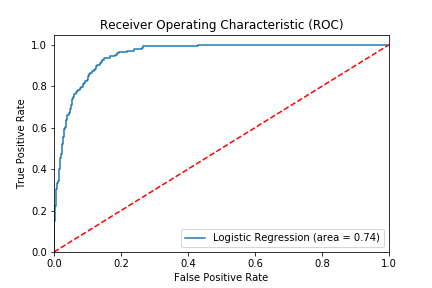 Receiver Operating Characteristic (ROC)
True Positive Rate
1.0
0.8
0.6
0.4
0.2
0.0
Logistic Regression (area = 0.74)
0.0 0.2 0.4 0.6 0.8 1.0
False Positive Rate